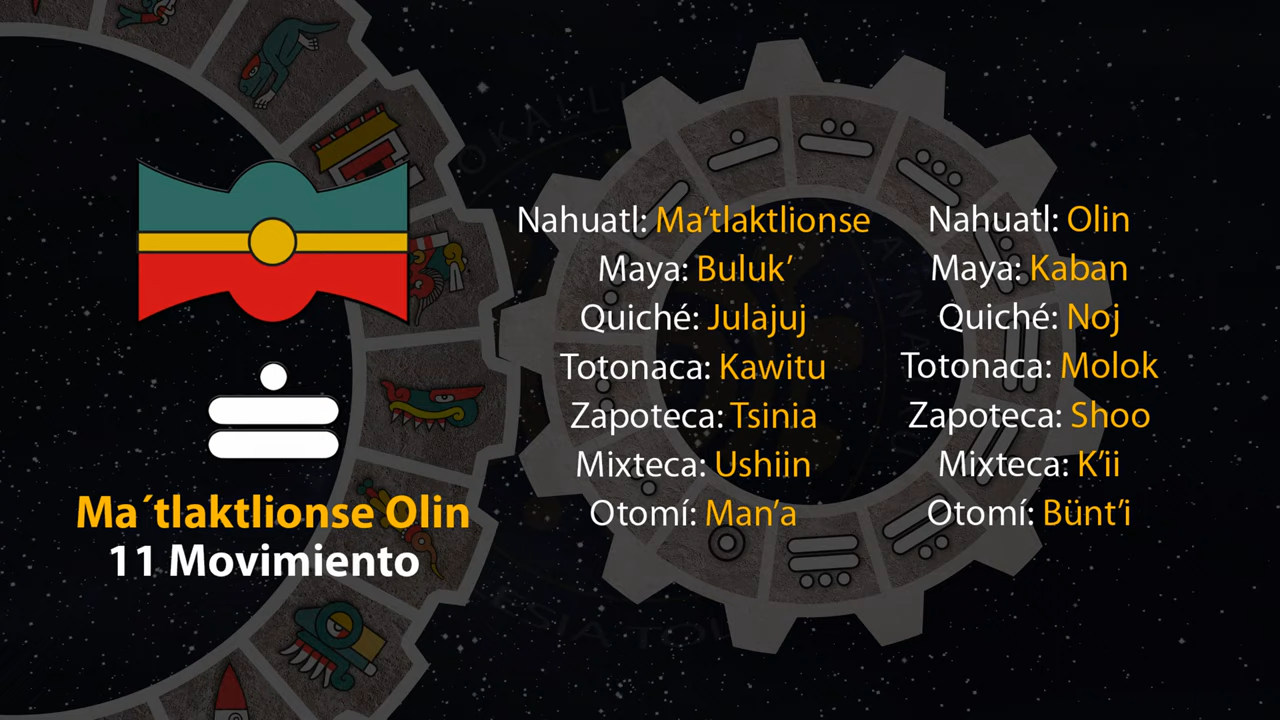 Nahuatl: Ma’tlaktlionse
Maya: Buluk’
Quiché: Julajuj
Totonaca: Kawitu
Zapoteca: Tsinia
Mixteca: Ushiin
Otomí: Man’a
Nahuatl: Olin
Maya: Kaban
Quiché: Noj
Totonaca: Molok
Zapoteca: Shoo
Mixteca: K’ii
Otomí: Bünt’i
Ma´tlaktlionse Olin
11 Movimiento